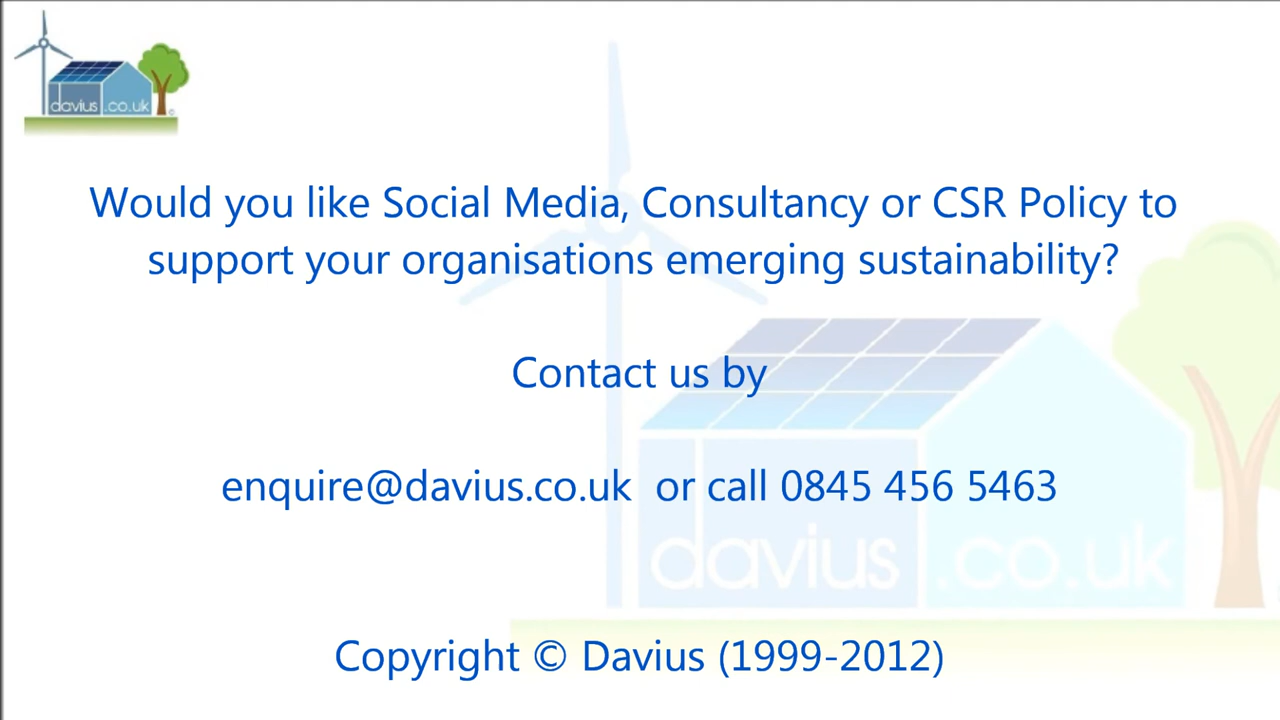 davius.co.uk
Would you like Social Media, Consultancy or CSR Policy to
support your organisations emerging sustainability?
Contact us by
enquire@davius.co.uk or call 0845 456 5463
davius.co.uk
Copyright © Davius (1999-2012)